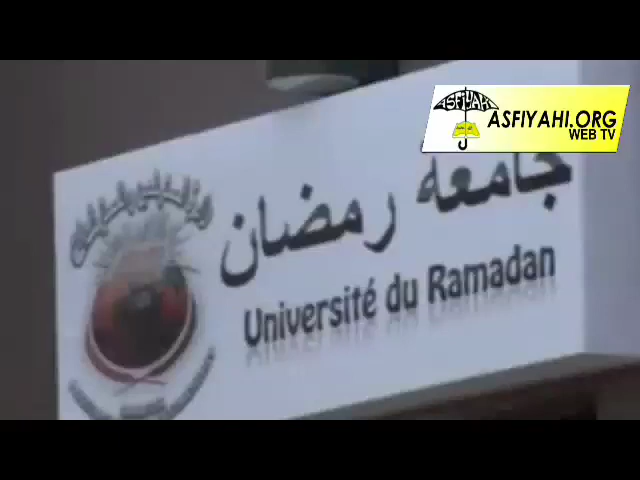 ASFIYAHI
ASFIYAHI.ORG
WEB TV
جامعه رمضان
Université du Ramadan